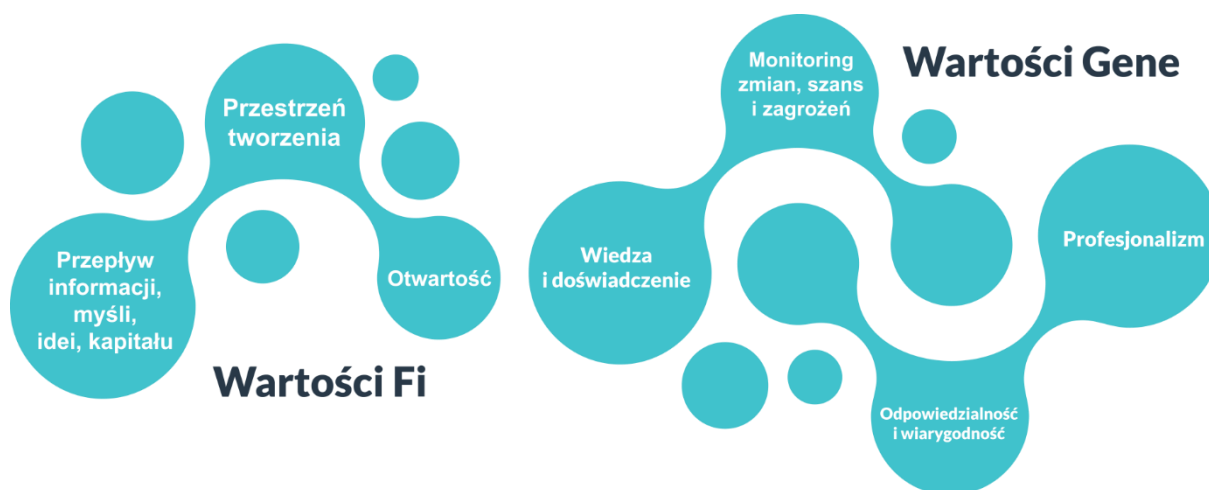 Przestrzeń
tworzenia
Przepływ
informacji,
myśli,
idei, kapitału
Otwartość
Wartości Fi
Wartości Gene
Monitoring
zmian, szans
i zagrożeń
Wiedza
i doświadczenie
Profesjonalizm
Odpowiedzialność
i wiarygodność